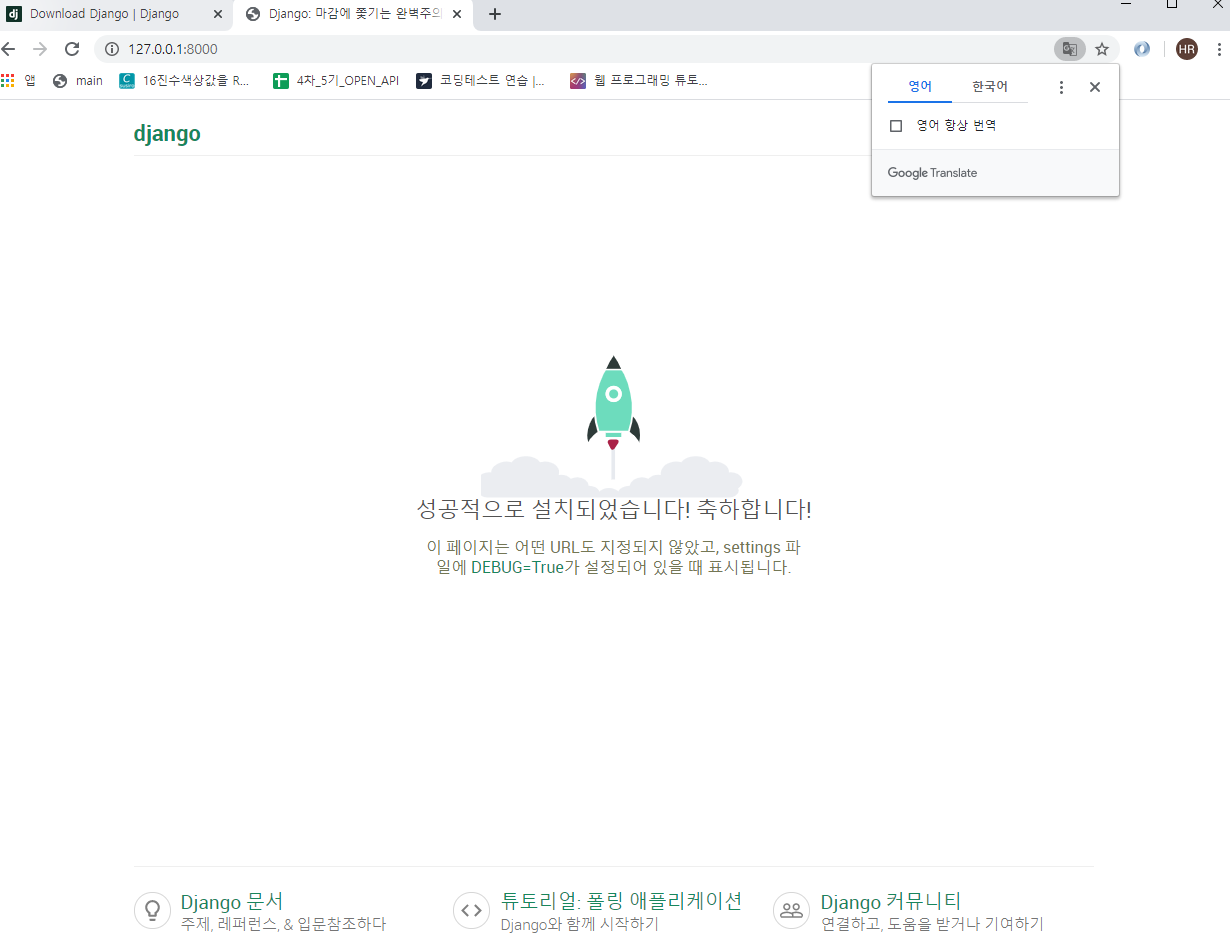 dj Download Django | Django
Django: 마감에 쫓기는 완벽주의
127.0.0.1:8000
HR
앱 main 16진수색상값을 R... 4차_5기_OPEN_API 코딩테스트 연습 |... 웹 프로그래밍 튜토...
영어 한국어
영어 항상 번역
Google Translate
django
성공적으로 설치되었습니다! 축하합니다!
이 페이지는 어떤 URL도 지정되지 않았고, settings 파
일에 DEBUG=True가 설정되어 있을 때 표시됩니다.
Django 문서
주제, 레퍼런스, & 입문참조하다
튜토리얼: 폴링 애플리케이션
Django와 함께 시작하기
Django 커뮤니티
연결하고, 도움을 받거나 기여하기